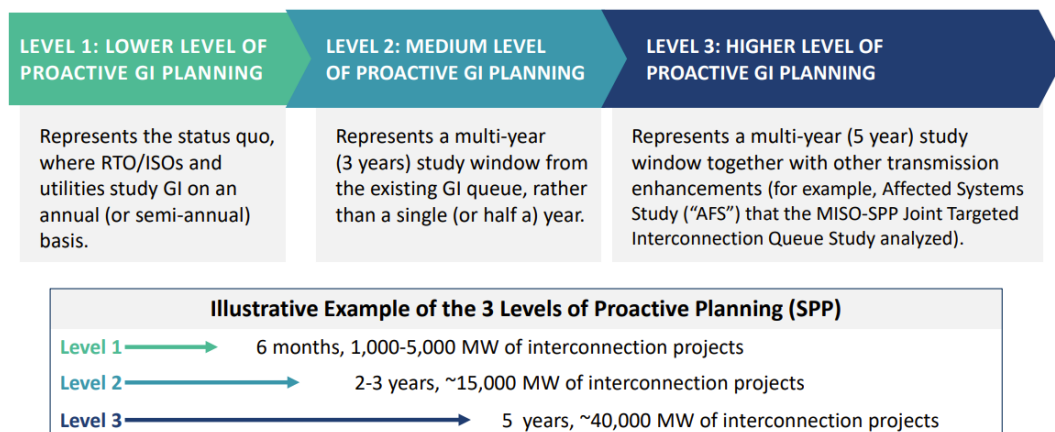 LEVEL 1: LOWER LEVEL OF
PROACTIVE GI PLANNING
LEVEL 2: MEDIUM LEVEL
OF PROACTIVE GI PLANNING
LEVEL 3: HIGHER LEVEL OF
PROACTIVE GI PLANNING
Represents the status quo,
where RTO/ISOs and
utilities study GI on an
annual (or semi-annual)
basis.
Represents a multi-year
(3 years) study window from
the existing GI queue, rather
than a single (or half a) year.
Represents a multi-year (5 year) study
window together with other transmission
enhancements (for example, Affected Systems
Study (“AFS”) that the MISO-SPP Joint Targeted
Interconnection Queue Study analyzed).
Illustrative Example of the 3 Levels of Proactive Planning (SPP)
Level 1 6 months, 1,000-5,000 MW of interconnection projects
Level 2 2-3 years, ~15,000 MW of interconnection projects
Level 3 5 years, ~40,000 MW of interconnection projects